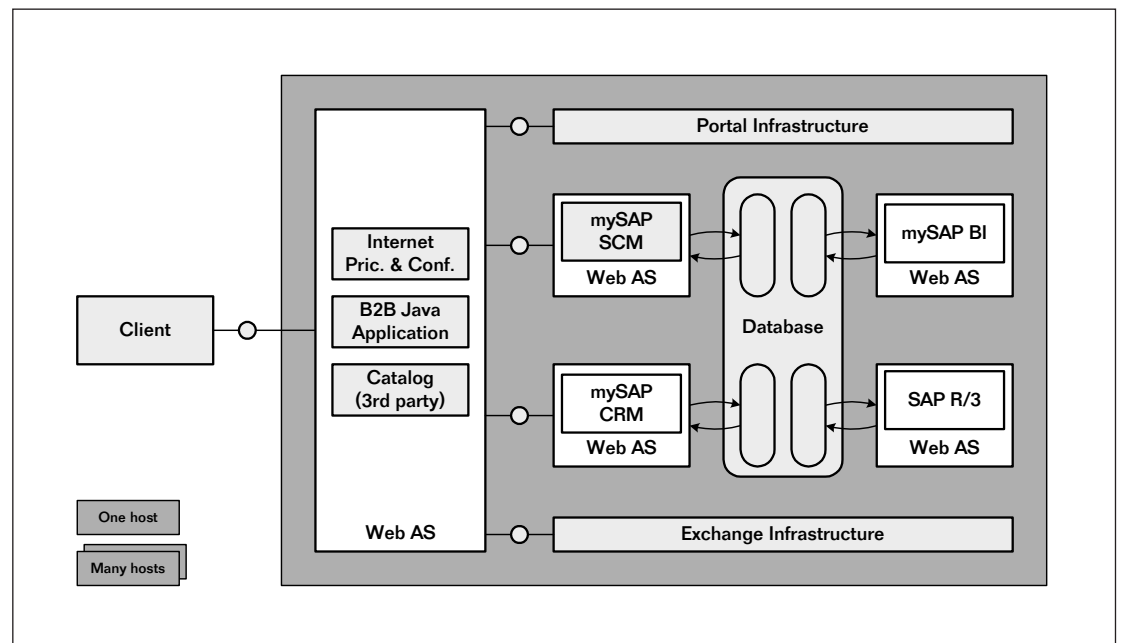 Portal Infrastructure
Internet
Pric. & Conf.
B2B Java
Application
Catalog
(3rd party)
Web AS
Client
mySAP
SCM
Web AS
mySAP BI
Web AS
Database
mySAP
CRM
Web AS
SAP R/3
Web AS
Exchange Infrastructure
One host
Many hosts